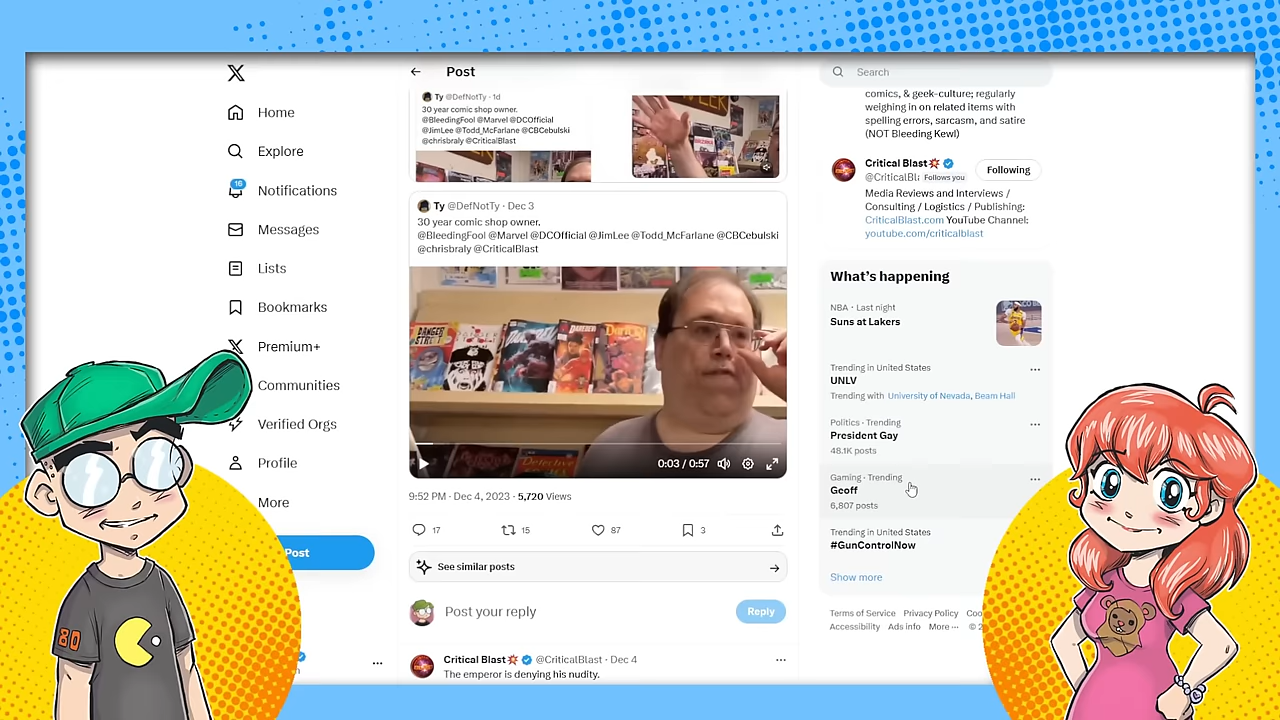 Home
Explore
16
Notifications
Messages
Lists
Bookmarks
Premium+
Communities
Verified Orgs
Profile
More
Post
80
Post
Ty @DefNotTy · 1d
30 year comic shop owner.
@BleedingFool @Marvel @DCOfficial
@JimLee @Todd_McFarlane @CBCebulski
@chrisbraly @CriticalBlast
Ty @DefNotTy · Dec 3
30 year comic shop owner.
@BleedingFool @Marvel @DCOfficial @JimLee @Todd_McFarlane @CBCebulski
@chrisbraly @CriticalBlast
DANGER
STREET
0:03 / 0:57
9:52 PM · Dec 4, 2023 · 5,720 Views
17 15 87 3
See similar posts
Post your reply
Reply
Critical Blast @CriticalBlast · Dec 4
The emperor is denying his nudity.
Search
comics, & geek-culture; regularly
weighing in on related items with
spelling errors, sarcasm, and satire
(NOT Bleeding Kewl)
Critical Blast
@CriticalBl Follows you
Following
Media Reviews and Interviews /
Consulting / Logistics / Publishing:
CriticalBlast.com YouTube Channel:
youtube.com/criticalblast
What's happening
NBA · Last night
Suns at Lakers
Trending in United States
UNLV
Trending with University of Nevada, Beam Hall
Politics · Trending
President Gay
48.1K posts
Gaming · Trending
Geoff
6,807 posts
Trending in United States
#GunControlNow
Show more
Terms of Service Privacy Policy Coo
Accessibility Ads info More ··· © 2